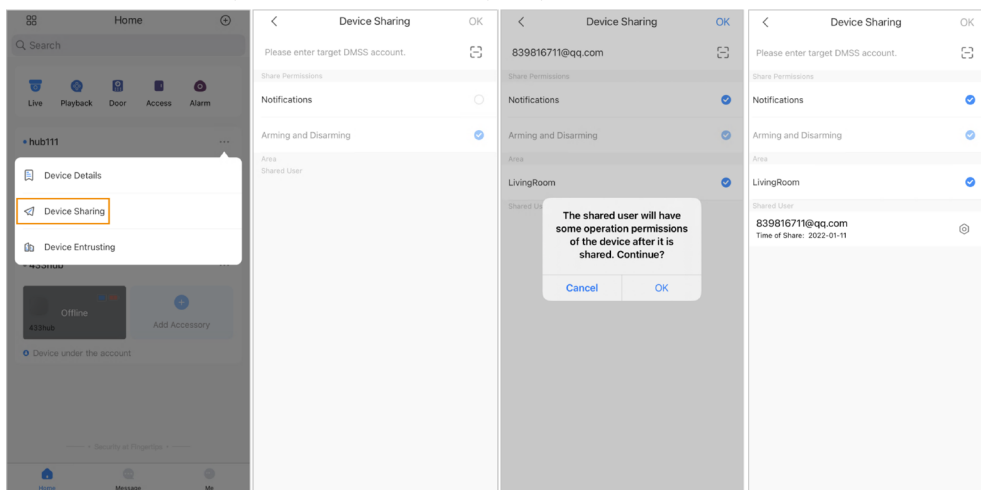 Home
Search
Live
Playback
Door
Access
Alarm
hub111
Device Details
Device Sharing
Device Entrusting
433hub
Offline
433hub
Add Accessory
Device under the account
Security at Fingertips
Home
Message
Me
Device Sharing
OK
Please enter target DMSS account.
Share Permissions
Notifications
Arming and Disarming
Area
Shared User
Device Sharing
OK
839816711@qq.com
Share Permissions
Notifications
Arming and Disarming
Area
LivingRoom
Shared Us
The shared user will have
some operation permissions
of the device after it is
shared. Continue?
Cancel
OK
Device Sharing
OK
Please enter target DMSS account.
Share Permissions
Notifications
Arming and Disarming
Area
LivingRoom
Shared User
839816711@qq.com
Time of Share: 2022-01-11